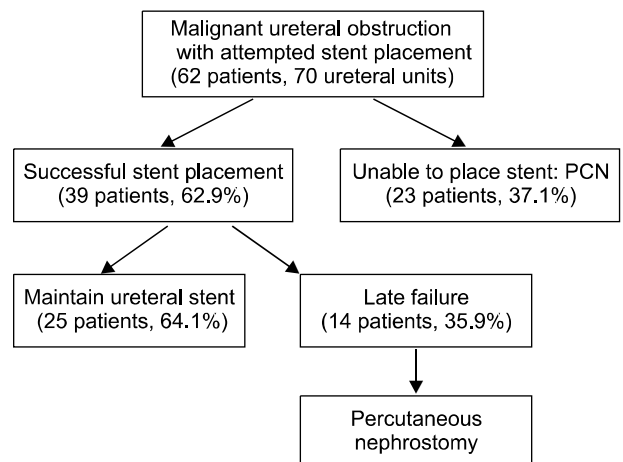 Malignant ureteral obstruction
with attempted stent placement
(62 patients, 70 ureteral units)
Successful stent placement
(39 patients, 62.9%)
Unable to place stent: PCN
(23 patients, 37.1%)
Maintain ureteral stent
(25 patients, 64.1%)
Late failure
(14 patients, 35.9%)
Percutaneous
nephrostomy